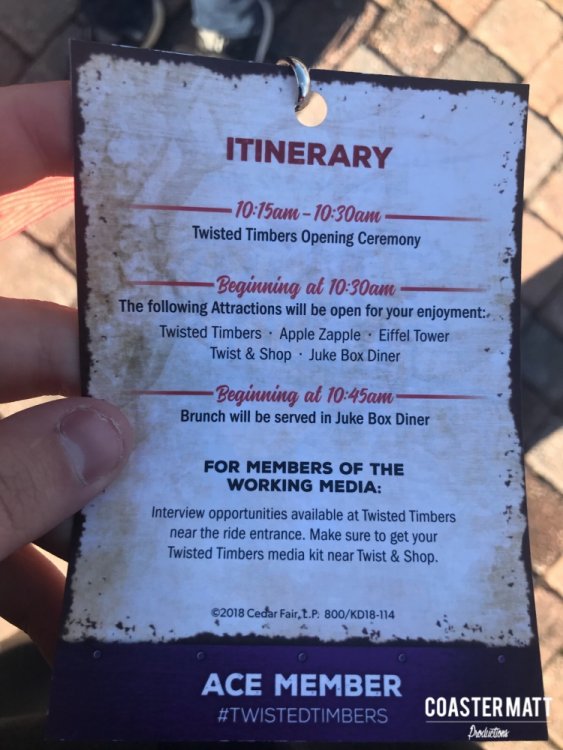 ITINERARY
10:15am – 10:30am
Twisted Timbers Opening Ceremony
Beginning at 10:30am
The following Attractions will be open for your enjoyment:
Twisted Timbers · Apple Zapple · Eiffel Tower
Twist & Shop · Juke Box Diner
Beginning at 10:45am
Brunch will be served in Juke Box Diner
FOR MEMBERS OF THE
WORKING MEDIA:
Interview opportunities available at Twisted Timbers
near the ride entrance. Make sure to get your
Twisted Timbers media kit near Twist & Shop.
©2018 Cedar Fair, L.P. 800/KD18-114
ACE MEMBER
#TWISTEDTIMBERS
COASTER MATT
Productions